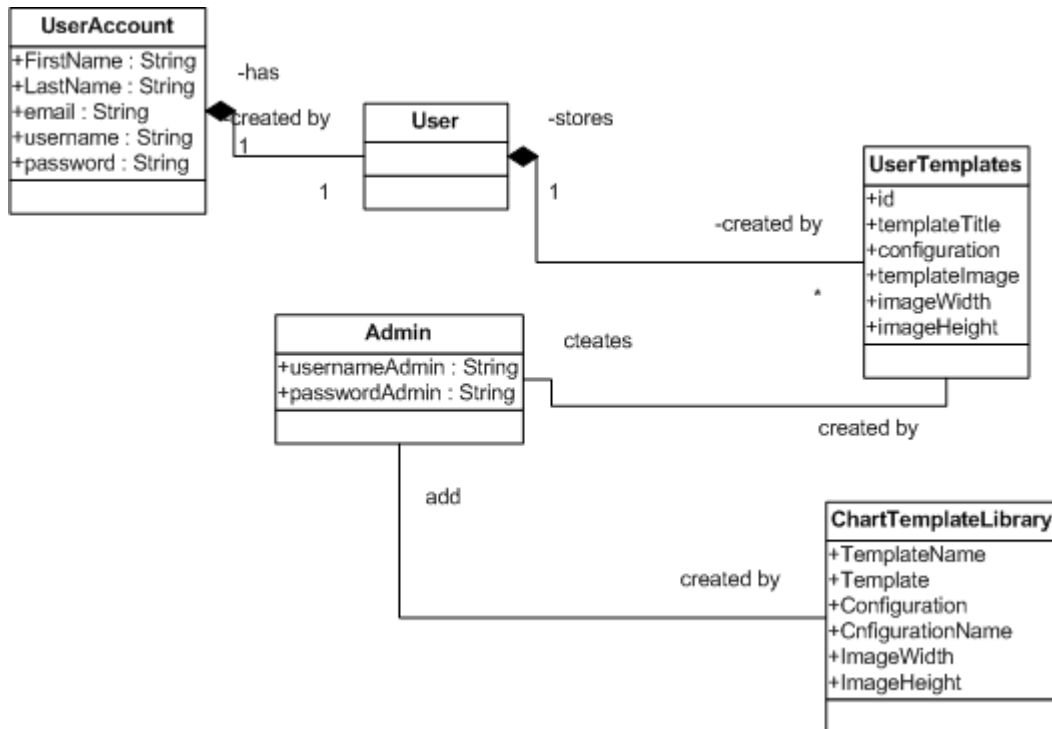 UserAccount
+FirstName : String
+LastName : String
+email : String
+username : String
+password : String
-has
-created by
1
1
User
-stores
1
-created by
*
UserTemplates
+id
+templateTitle
+configuration
+templateImage
+imageWidth
+imageHeight
Admin
+usernameAdmin : String
+passwordAdmin : String
cteates
created by
add
created by
ChartTemplateLibrary
+TemplateName
+Template
+Configuration
+CnfigurationName
+ImageWidth
+ImageHeight